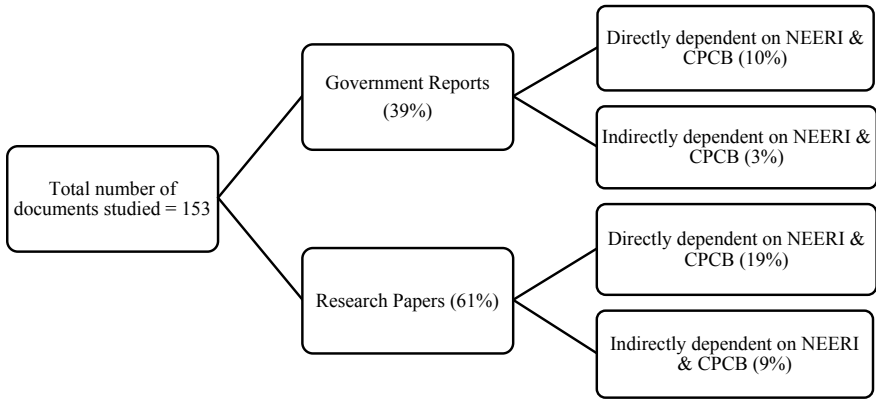 Total number of
documents studied = 153
Government Reports
(39%)
Research Papers (61%)
Directly dependent on NEERI &
CPCB (10%)
Indirectly dependent on NEERI &
CPCB (3%)
Directly dependent on NEERI &
CPCB (19%)
Indirectly dependent on NEERI
& CPCB (9%)